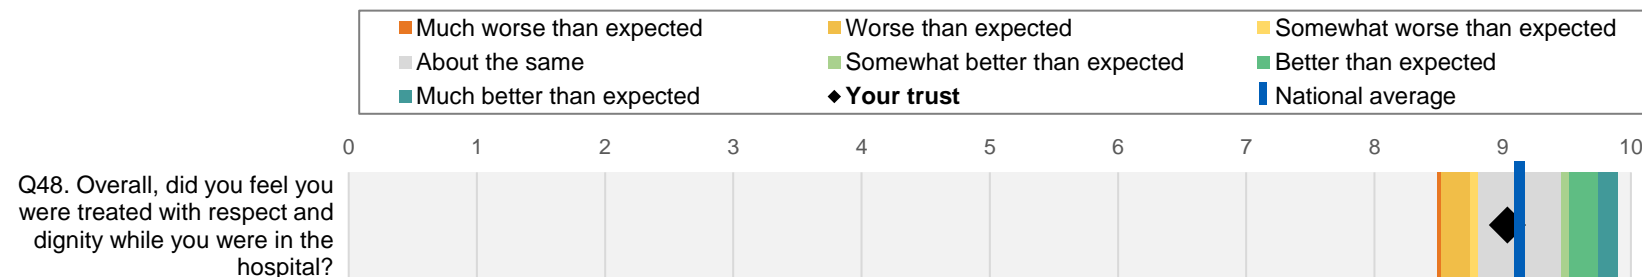 Much worse than expected Worse than expected Somewhat worse than expected
About the same Somewhat better than expected Better than expected
Much better than expected Your trust National average
0 1 2 3 4 5 6 7 8 9 10
Q48. Overall, did you feel you
were treated with respect and
dignity while you were in the
hospital?